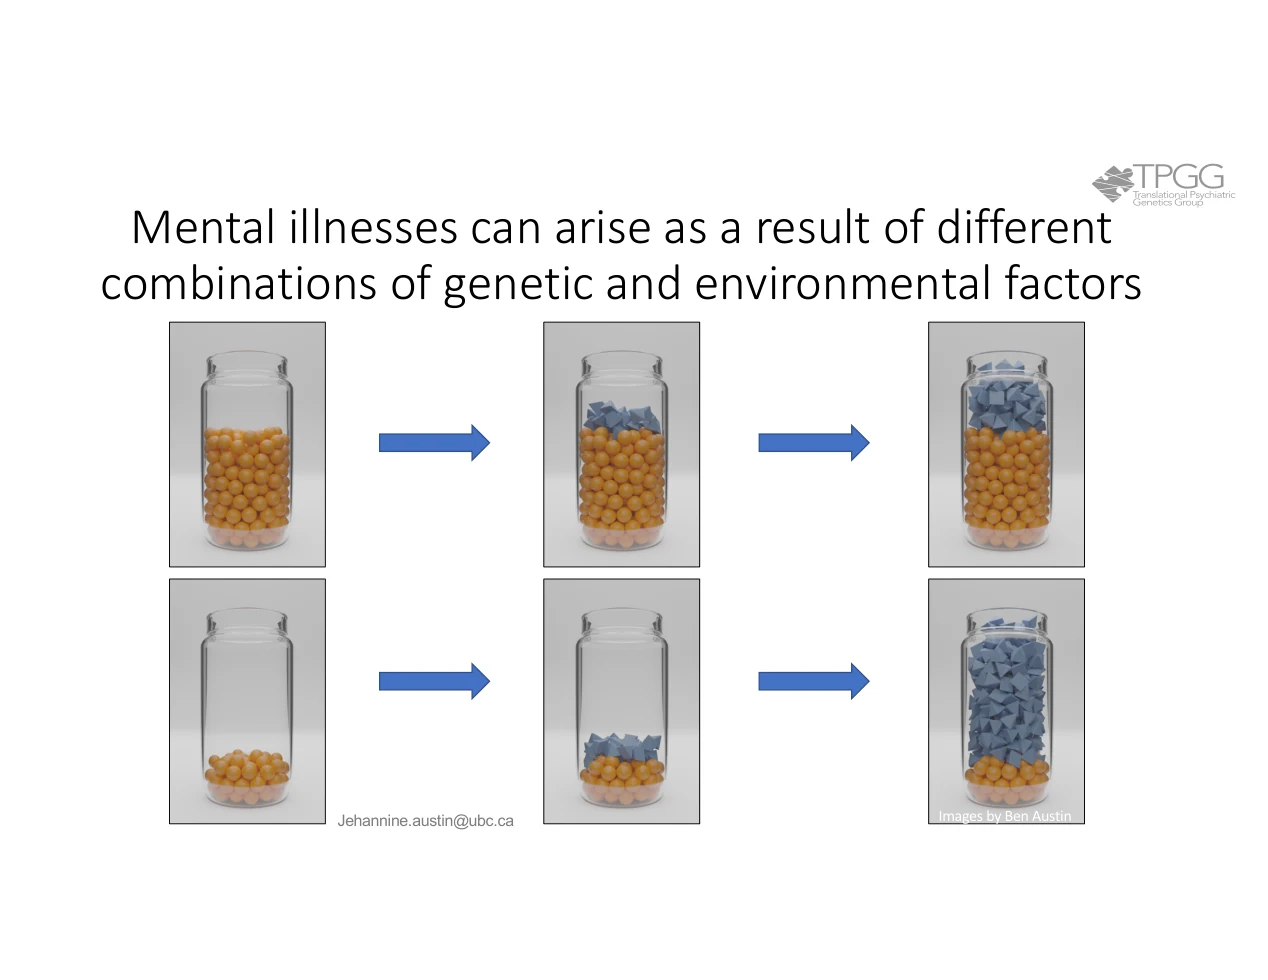 TPGG
Translational Psychiatric
Genetics Group
Mental illnesses can arise as a result of different
combinations of genetic and environmental factors
Jehannine.austin@ubc.ca
Images by Ben Austin